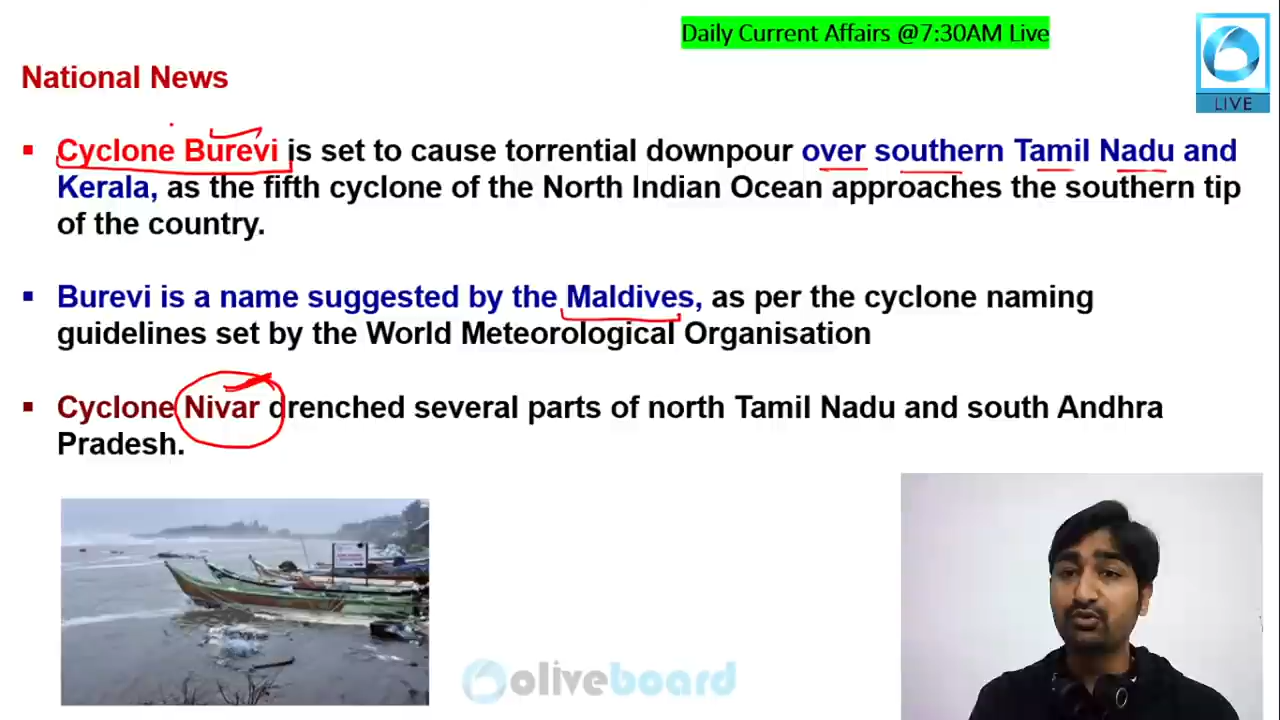 Daily Current Affairs @7:30AM Live
LIVE
National News
▪ Cyclone Burevi is set to cause torrential downpour over southern Tamil Nadu and
Kerala, as the fifth cyclone of the North Indian Ocean approaches the southern tip
of the country.
▪ Burevi is a name suggested by the Maldives, as per the cyclone naming
guidelines set by the World Meteorological Organisation
▪ Cyclone Nivar drenched several parts of north Tamil Nadu and south Andhra
Pradesh.
oliveboard